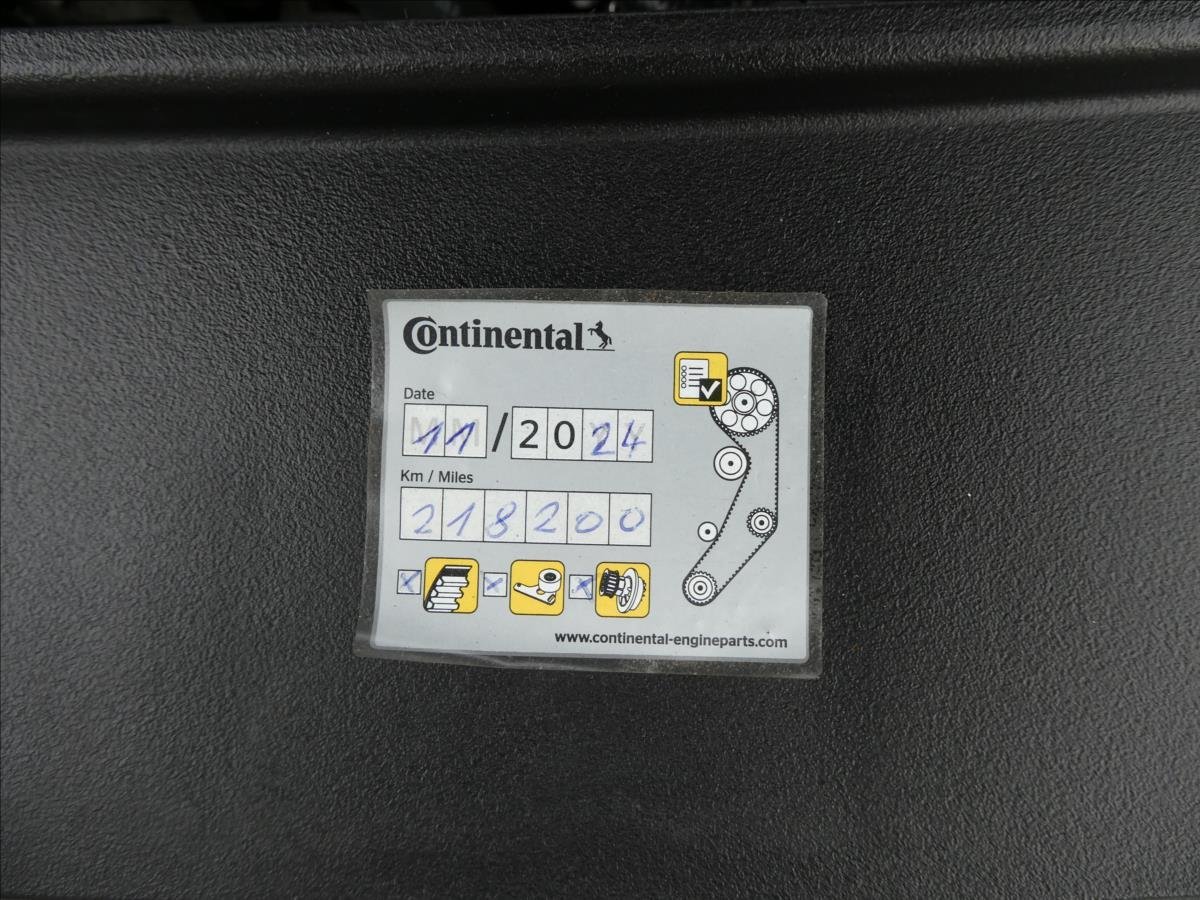 Continental
Date
11/2024
Km / Miles
218200
www.continental-engineparts.com